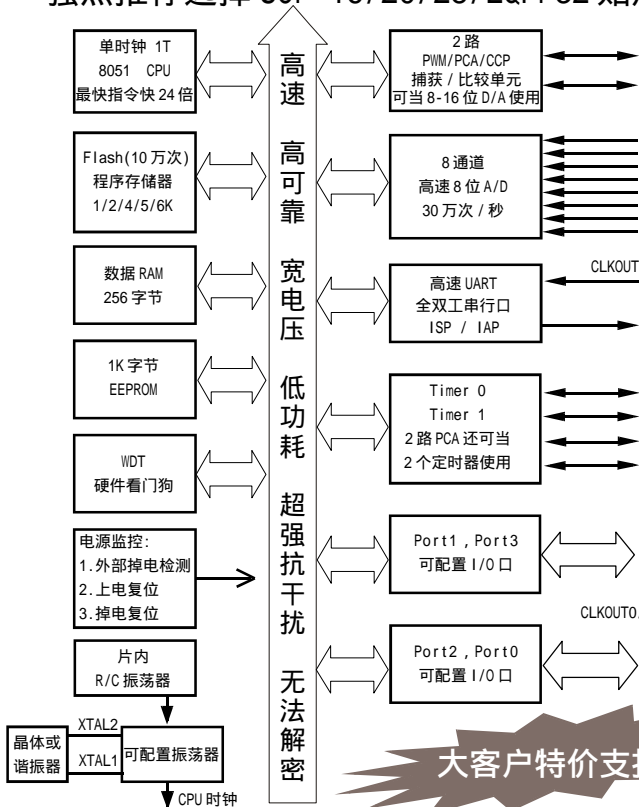 单时钟 1T
8051 CPU
最快指令快24倍
Flash(10万次)
程序存储器
1/2/4/5/6K
数据 RAM
256 字节
1K 字节
EEPROM
WDT
硬件看门狗
电源监控:
1.外部掉电检测
2.上电复位
3.掉电复位
片内
R/C 振荡器
XTAL2
晶体或
谐振器
XTAL1
可配置振荡器
CPU 时钟
高速 高可靠 宽电压 低功耗 超强抗干扰 无法解密
2 路
PWM/PCA/CCP
捕获 / 比较单元
可当8-16位 D/A 使用
8 通道
高速 8 位 A/D
30 万次 / 秒
高速 UART
全双工串行口
ISP / IAP
CLKOUT
Timer 0
Timer 1
2 路 PCA 还可当
2 个定时器使用
Port1 , Port3
可配置 I/O 口
CLKOUT0
Port2 , Port0
可配置 I/O 口
大客户特价支